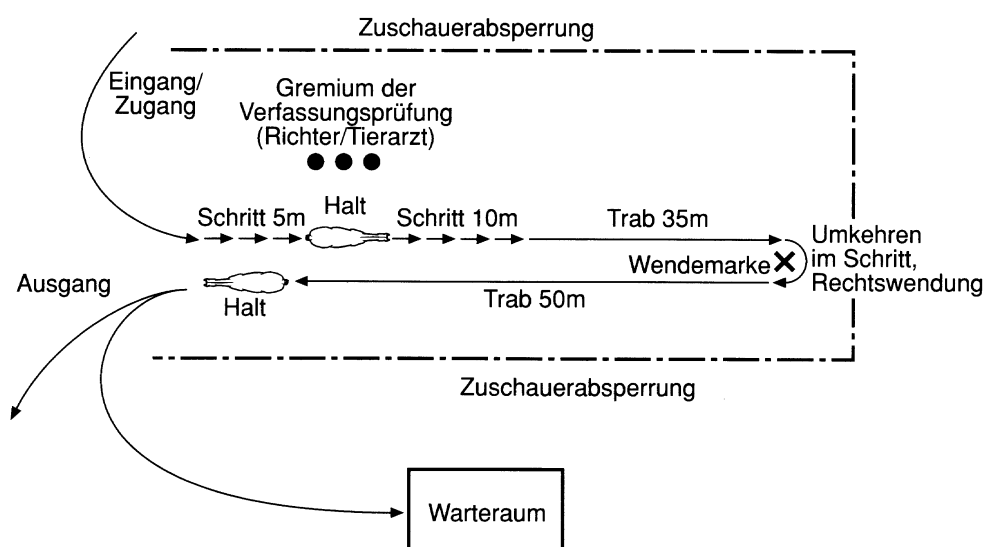 Zuschauerabsperrung
Eingang/
Zugang
Gremium der
Verfassungsprüfung
(Richter/Tierarzt)
Schritt 5m
Halt
Schritt 10m
Trab 35m
Umkehren
im Schritt,
Rechtswendung
Wendemarke
Ausgang
Halt
Trab 50m
Zuschauerabsperrung
Warteraum